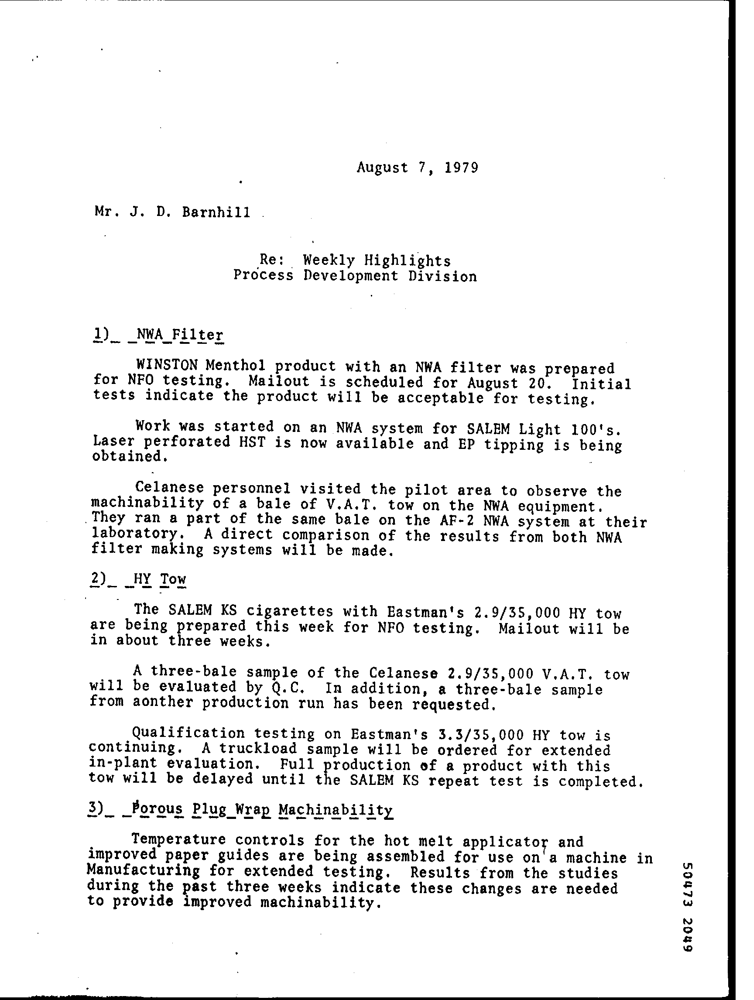 August 7, 1979
Mr. J. D. Barnhill
Re: Weekly Highlights
Process Development Division
1) NWA Filter
WINSTON Menthol product with an NWA filter was prepared
for NFO testing. Mailout is scheduled for August 20. Initial
tests indicate the product will be acceptable for testing.
Work was started on an NWA system for SALEM Light 100's.
Laser perforated HST is now available and EP tipping is being
obtained.
Celanese personnel visited the pilot area to observe the
machinability of a bale of V.A.T. tow on the NWA equipment.
They ran a part of the same bale on the AF-2 NWA system at their
laboratory. A direct comparison of the results from both NWA
filter making systems will be made.
2) HY Tow
The SALEM KS cigarettes with Eastman's 2.9/35,000 HY tow
are being prepared this week for NFO testing. Mailout will be
in about three weeks.
A three-bale sample of the Celanese 2.9/35,000 V.A.T. tow
will be evaluated by Q.C. In addition, a three-bale sample
from aonther production run has been requested.
Qualification testing on Eastman's 3.3/35,000 HY tow is
continuing. A truckload sample will be ordered for extended
in-plant evaluation. Full production of a product with this
tow will be delayed until the SALEM KS repeat test is completed.
3) Porous Plug Wrap Machinability
Temperature controls for the hot melt applicator and
improved paper guides are being assembled for use on a machine in
Manufacturing for extended testing. Results from the studies
during the past three weeks indicate these changes are needed
to provide improved machinability.
50473 2049